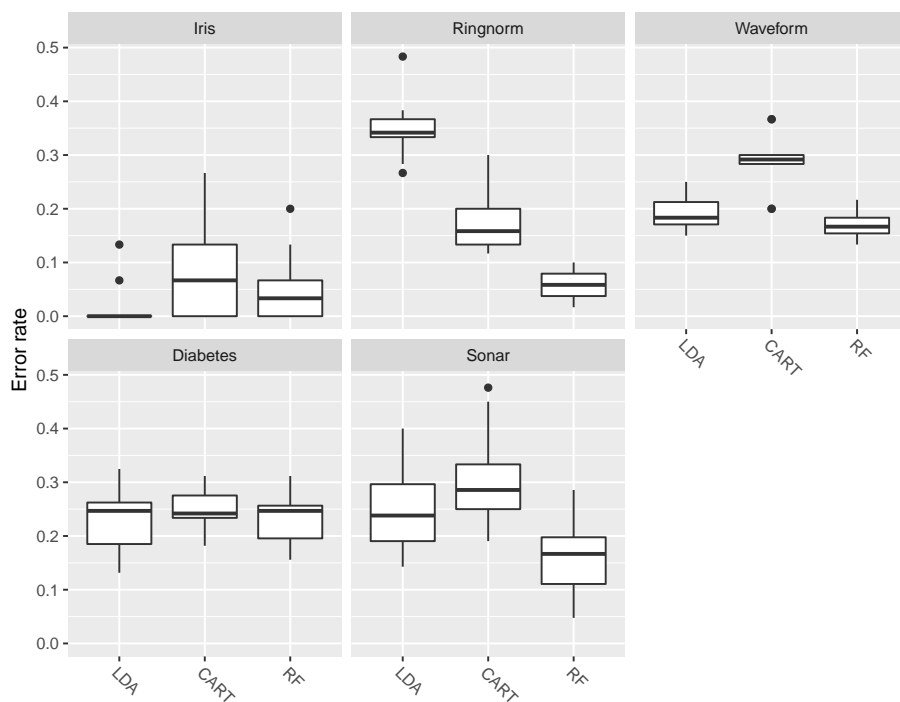 Iris
Ringnorm
Waveform
0.5
0.4
0.3
0.2
0.1
0.0
LDA
CART
RF
Error rate
Diabetes
Sonar
0.5
0.4
0.3
0.2
0.1
0.0
LDA
CART
RF
LDA
CART
RF